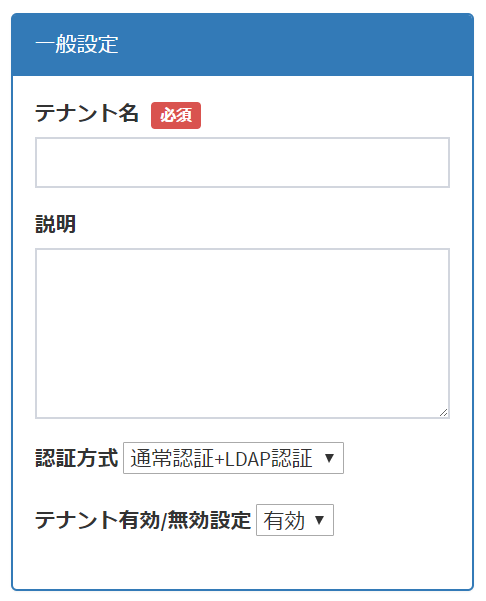 一般設定
テナント名 必須
説明
認証方式 通常認証+LDAP認証 ▼
テナント有効/無効設定 有効 ▼